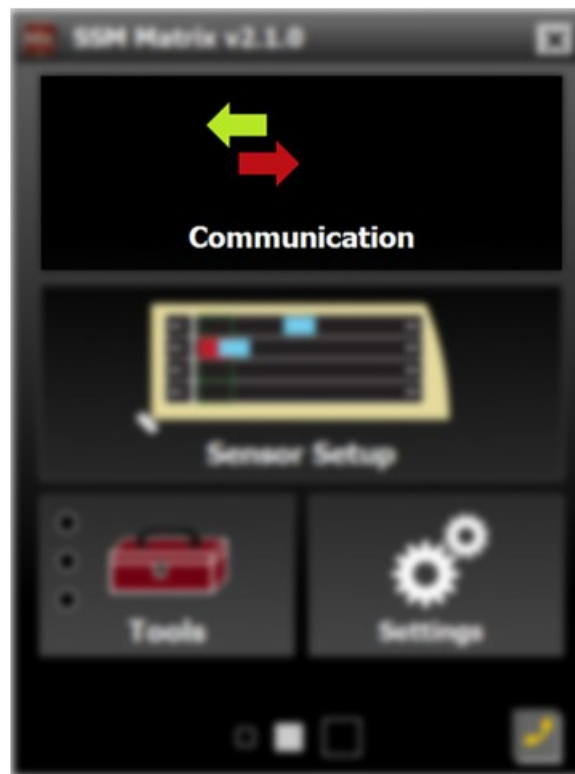 SSM Matrix v2.1.0
Communication
Sensor Setup
Tools
Settings